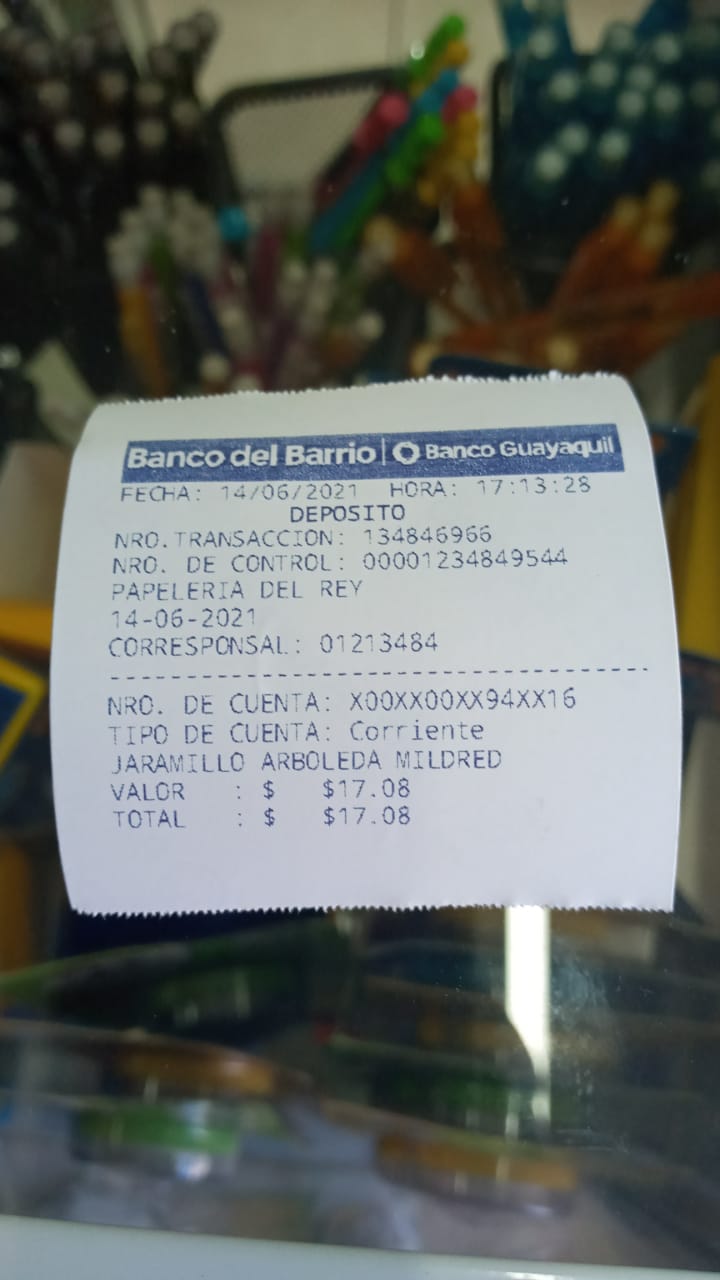 Banco del Barrio | Banco Guayaquil
FECHA: 14/06/2021 HORA: 17:13:28
DEPOSITO
NRO.TRANSACCION: 134846966
NRO. DE CONTROL: 00001234849544
PAPELERIA DEL REY
14-06-2021
CORRESPONSAL: 01213484
NRO. DE CUENTA: X00XX00XX94XX16
TIPO DE CUENTA: Corriente
JARAMILLO ARBOLEDA MILDRED
VALOR : $ $17.08
TOTAL : $ $17.08